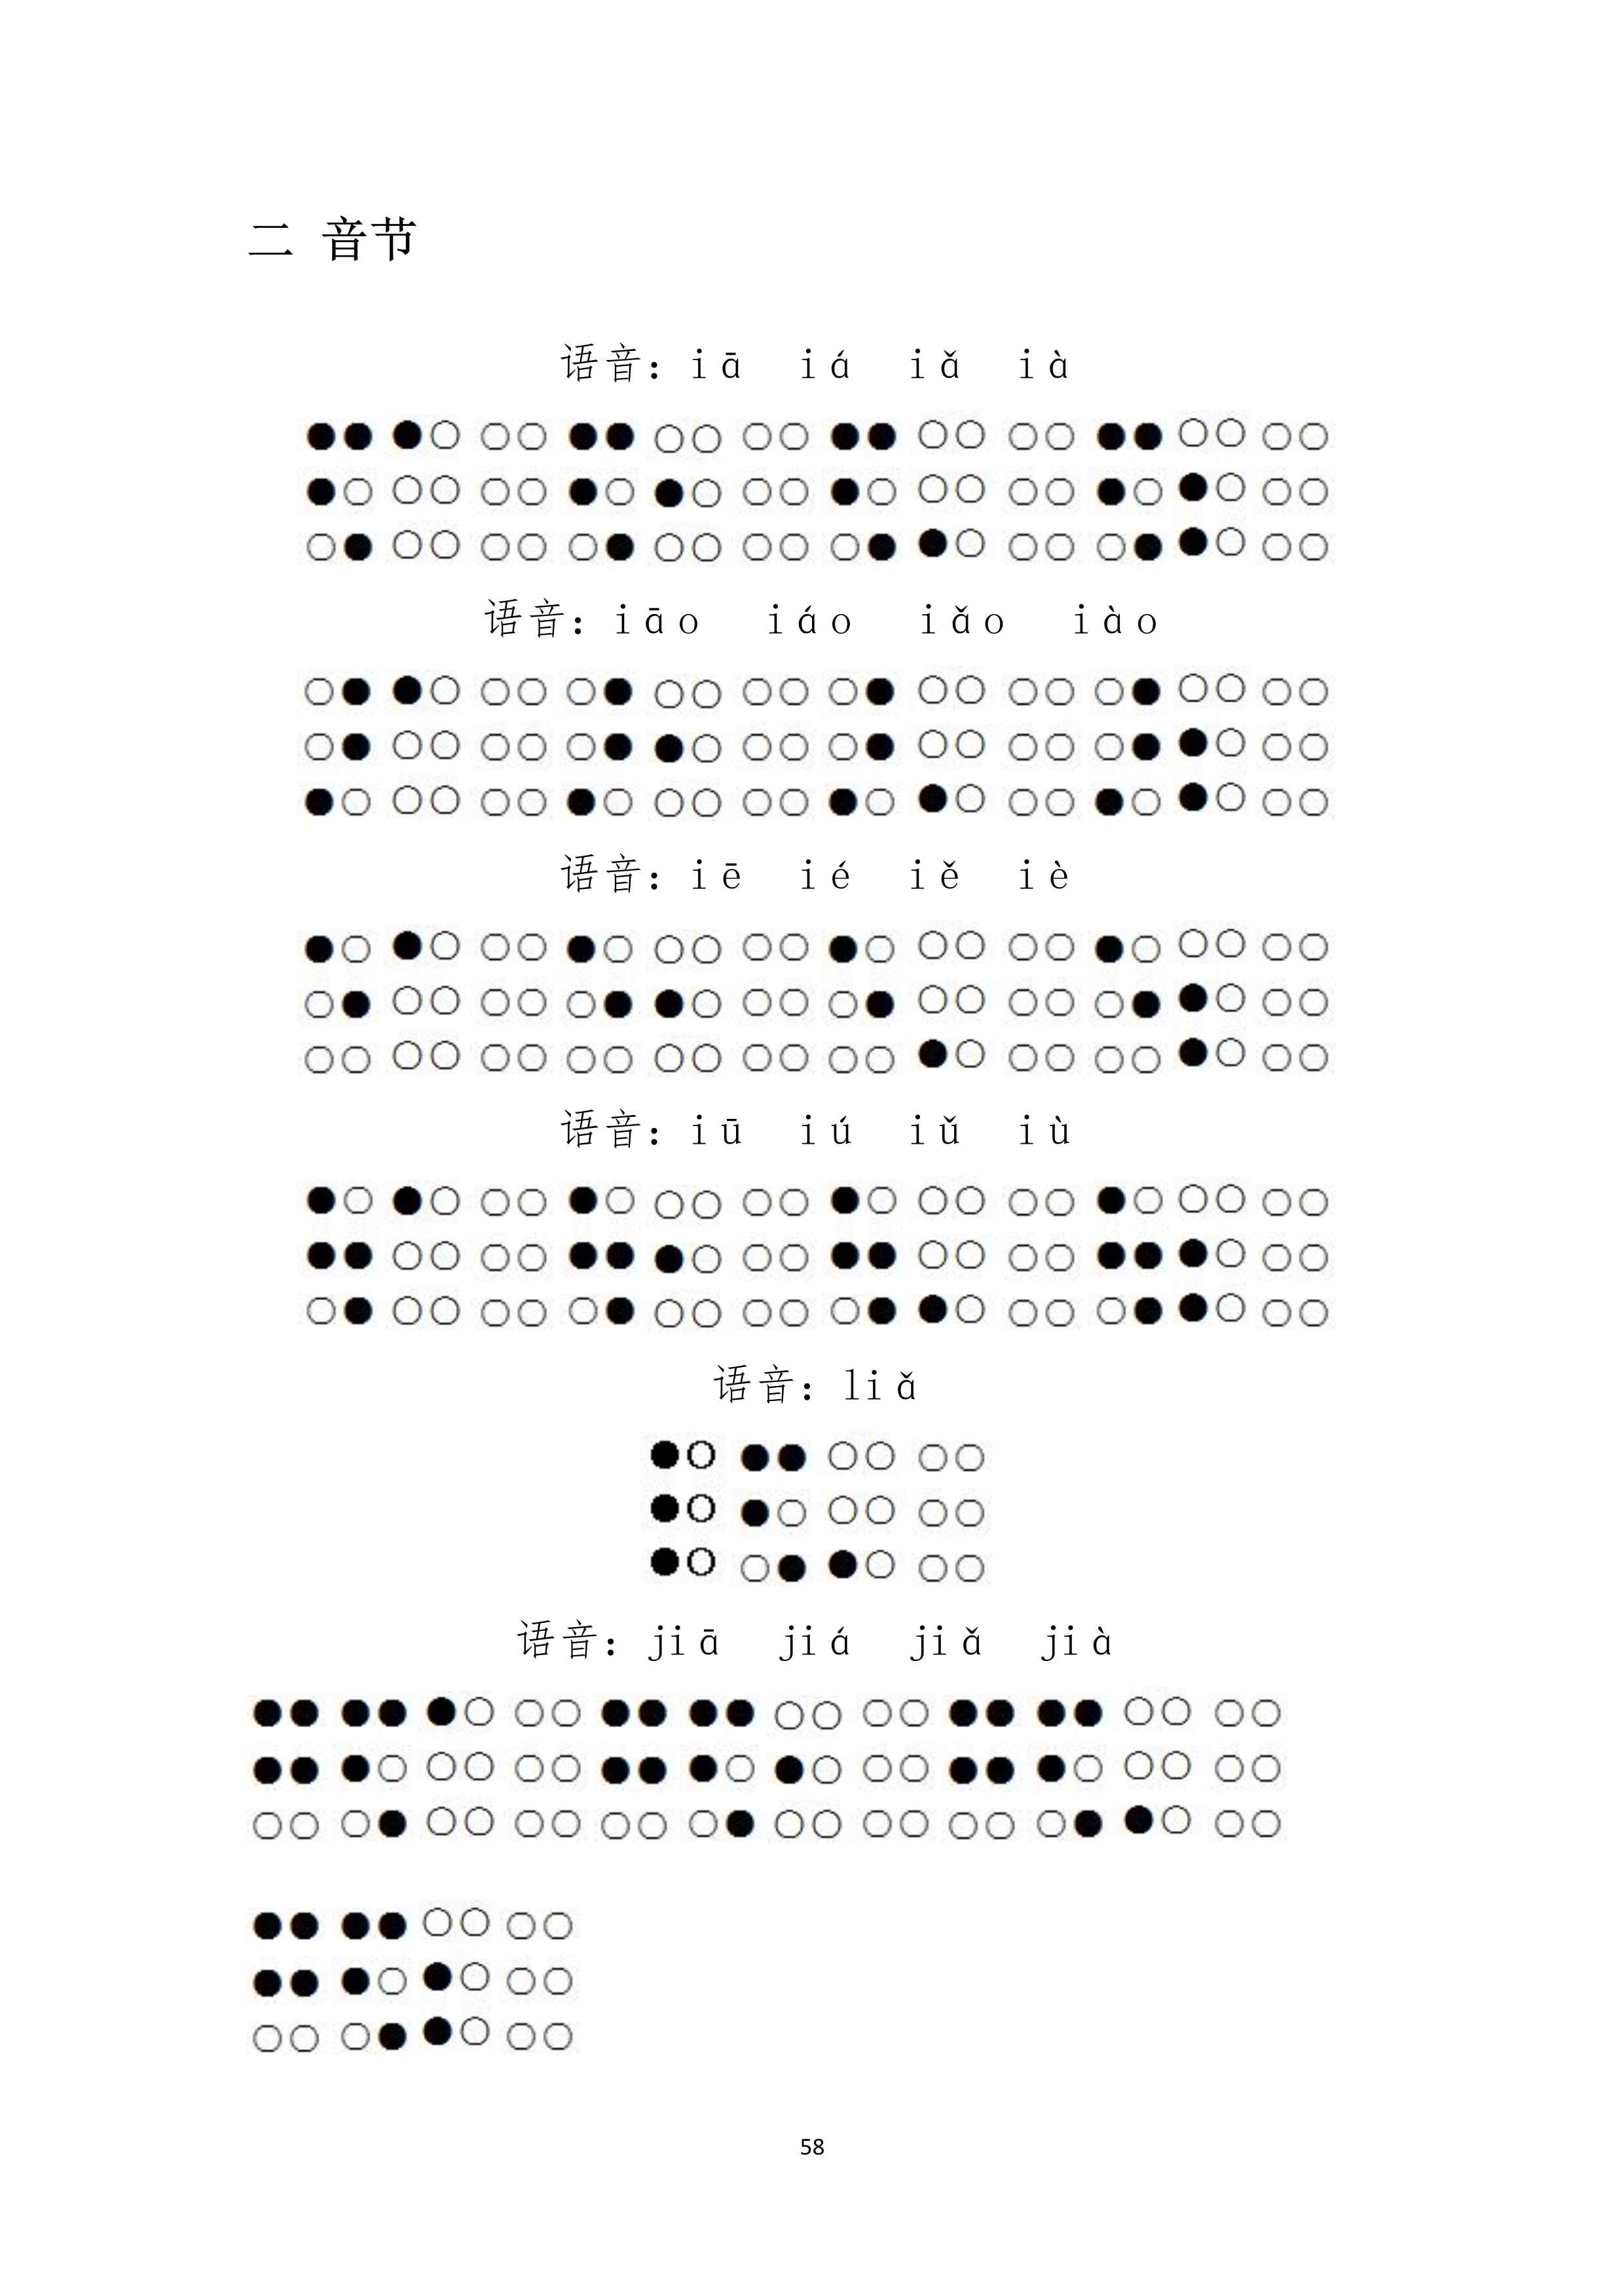 二 音节
语音：iā iá iǎ ià
⠫⠁⠀⠫⠂⠀⠫⠄⠀⠫⠆⠀
语音：iāo iáo iǎo iào
⠜⠁⠀⠜⠂⠀⠜⠄⠀⠜⠆⠀
语音：iē ié iě iè
⠑⠁⠀⠑⠂⠀⠑⠄⠀⠑⠆⠀
语音：iū iú iǔ iù
⠳⠁⠀⠳⠂⠀⠳⠄⠀⠳⠆⠀
语音：liǎ
⠇⠫⠄⠀
语音：jiā jiá jiǎ jià
⠛⠫⠁⠀⠛⠫⠂⠀⠛⠫⠄⠀
⠛⠫⠆⠀
58